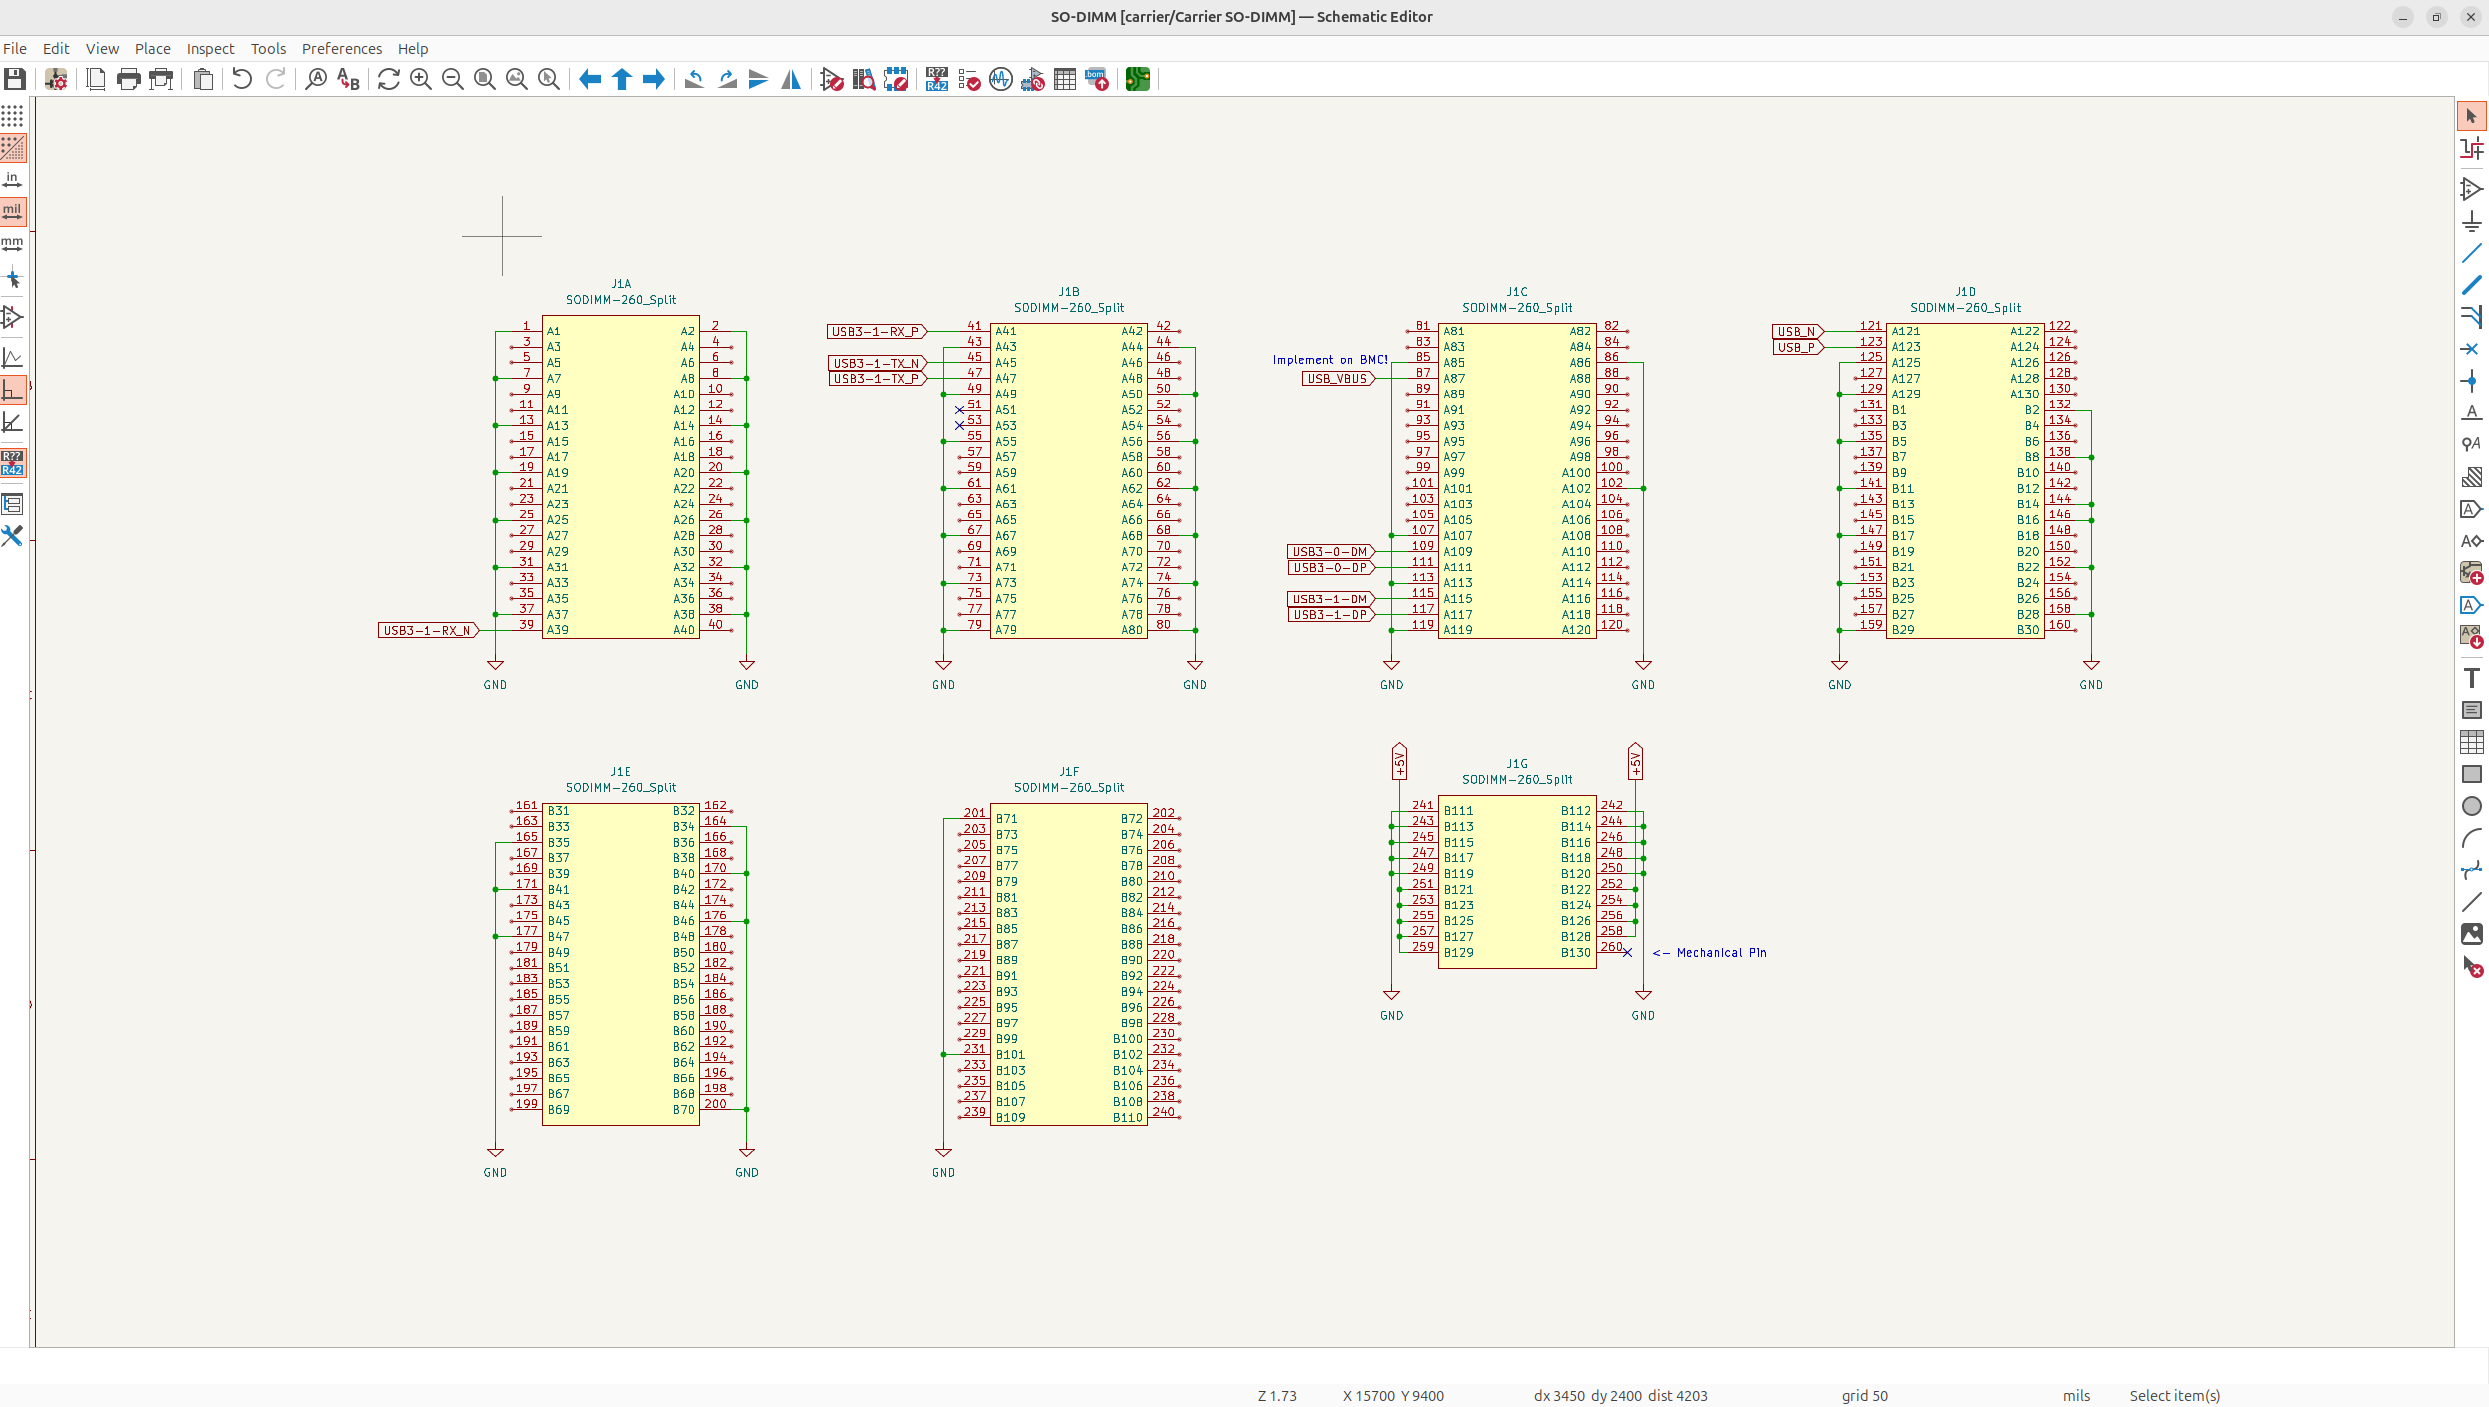 SO-DIMM [carrier/Carrier SO-DIMM] — Schematic Editor
File Edit View Place Inspect Tools Preferences Help
in
mil
mm
R??
R42
J1A
SODIMM-260_Split
1 A1 A2 2
3 A3 A4 4
5 A5 A6 6
7 A7 A8 8
9 A9 A10 10
11 A11 A12 12
13 A13 A14 14
15 A15 A16 16
17 A17 A18 18
19 A19 A20 20
21 A21 A22 22
23 A23 A24 24
25 A25 A26 26
27 A27 A28 28
29 A29 A30 30
31 A31 A32 32
33 A33 A34 34
35 A35 A36 36
37 A37 A38 38
USB3-1-RX_N 39 A39 A40 40
GND GND
J1B
SODIMM-260_Split
USB3-1-RX_P 41 A41 A42 42
43 A43 A44 44
USB3-1-TX_N 45 A45 A46 46
USB3-1-TX_P 47 A47 A48 48
49 A49 A50 50
51 A51 A52 52
53 A53 A54 54
55 A55 A56 56
57 A57 A58 58
59 A59 A60 60
61 A61 A62 62
63 A63 A64 64
65 A65 A66 66
67 A67 A68 68
69 A69 A70 70
71 A71 A72 72
73 A73 A74 74
75 A75 A76 76
77 A77 A78 78
79 A79 A80 80
GND GND
J1C
SODIMM-260_Split
81 A81 A82 82
83 A83 A84 84
Implement on BMC! 85 A85 A86 86
USB_VBUS 87 A87 A88 88
89 A89 A90 90
91 A91 A92 92
93 A93 A94 94
95 A95 A96 96
97 A97 A98 98
99 A99 A100 100
101 A101 A102 102
103 A103 A104 104
105 A105 A106 106
107 A107 A108 108
USB3-0-DM 109 A109 A110 110
USB3-0-DP 111 A111 A112 112
113 A113 A114 114
USB3-1-DM 115 A115 A116 116
USB3-1-DP 117 A117 A118 118
119 A119 A120 120
GND GND
J1D
SODIMM-260_Split
USB_N 121 A121 A122 122
USB_P 123 A123 A124 124
125 A125 A126 126
127 A127 A128 128
129 A129 A130 130
131 B1 B2 132
133 B3 B4 134
135 B5 B6 136
137 B7 B8 138
139 B9 B10 140
141 B11 B12 142
143 B13 B14 144
145 B15 B16 146
147 B17 B18 148
149 B19 B20 150
151 B21 B22 152
153 B23 B24 154
155 B25 B26 156
157 B27 B28 158
159 B29 B30 160
GND GND
J1E
SODIMM-260_Split
161 B31 B32 162
163 B33 B34 164
165 B35 B36 166
167 B37 B38 168
169 B39 B40 170
171 B41 B42 172
173 B43 B44 174
175 B45 B46 176
177 B47 B48 178
179 B49 B50 180
181 B51 B52 182
183 B53 B54 184
185 B55 B56 186
187 B57 B58 188
189 B59 B60 190
191 B61 B62 192
193 B63 B64 194
195 B65 B66 196
197 B67 B68 198
199 B69 B70 200
GND GND
J1F
SODIMM-260_Split
201 B71 B72 202
203 B73 B74 204
205 B75 B76 206
207 B77 B78 208
209 B79 B80 210
211 B81 B82 212
213 B83 B84 214
215 B85 B86 216
217 B87 B88 218
219 B89 B90 220
221 B91 B92 222
223 B93 B94 224
225 B95 B96 226
227 B97 B98 228
229 B99 B100 230
231 B101 B102 232
233 B103 B104 234
235 B105 B106 236
237 B107 B108 238
239 B109 B110 240
GND
+5V +5V
J1G
SODIMM-260_Split
241 B111 B112 242
243 B113 B114 244
245 B115 B116 246
247 B117 B118 248
249 B119 B120 250
251 B121 B122 252
253 B123 B124 254
255 B125 B126 256
257 B127 B128 258
259 B129 B130 260 <- Mechanical Pin
GND GND
Z 1.73 X 15700 Y 9400 dx 3450 dy 2400 dist 4203 grid 50 mils Select item(s)